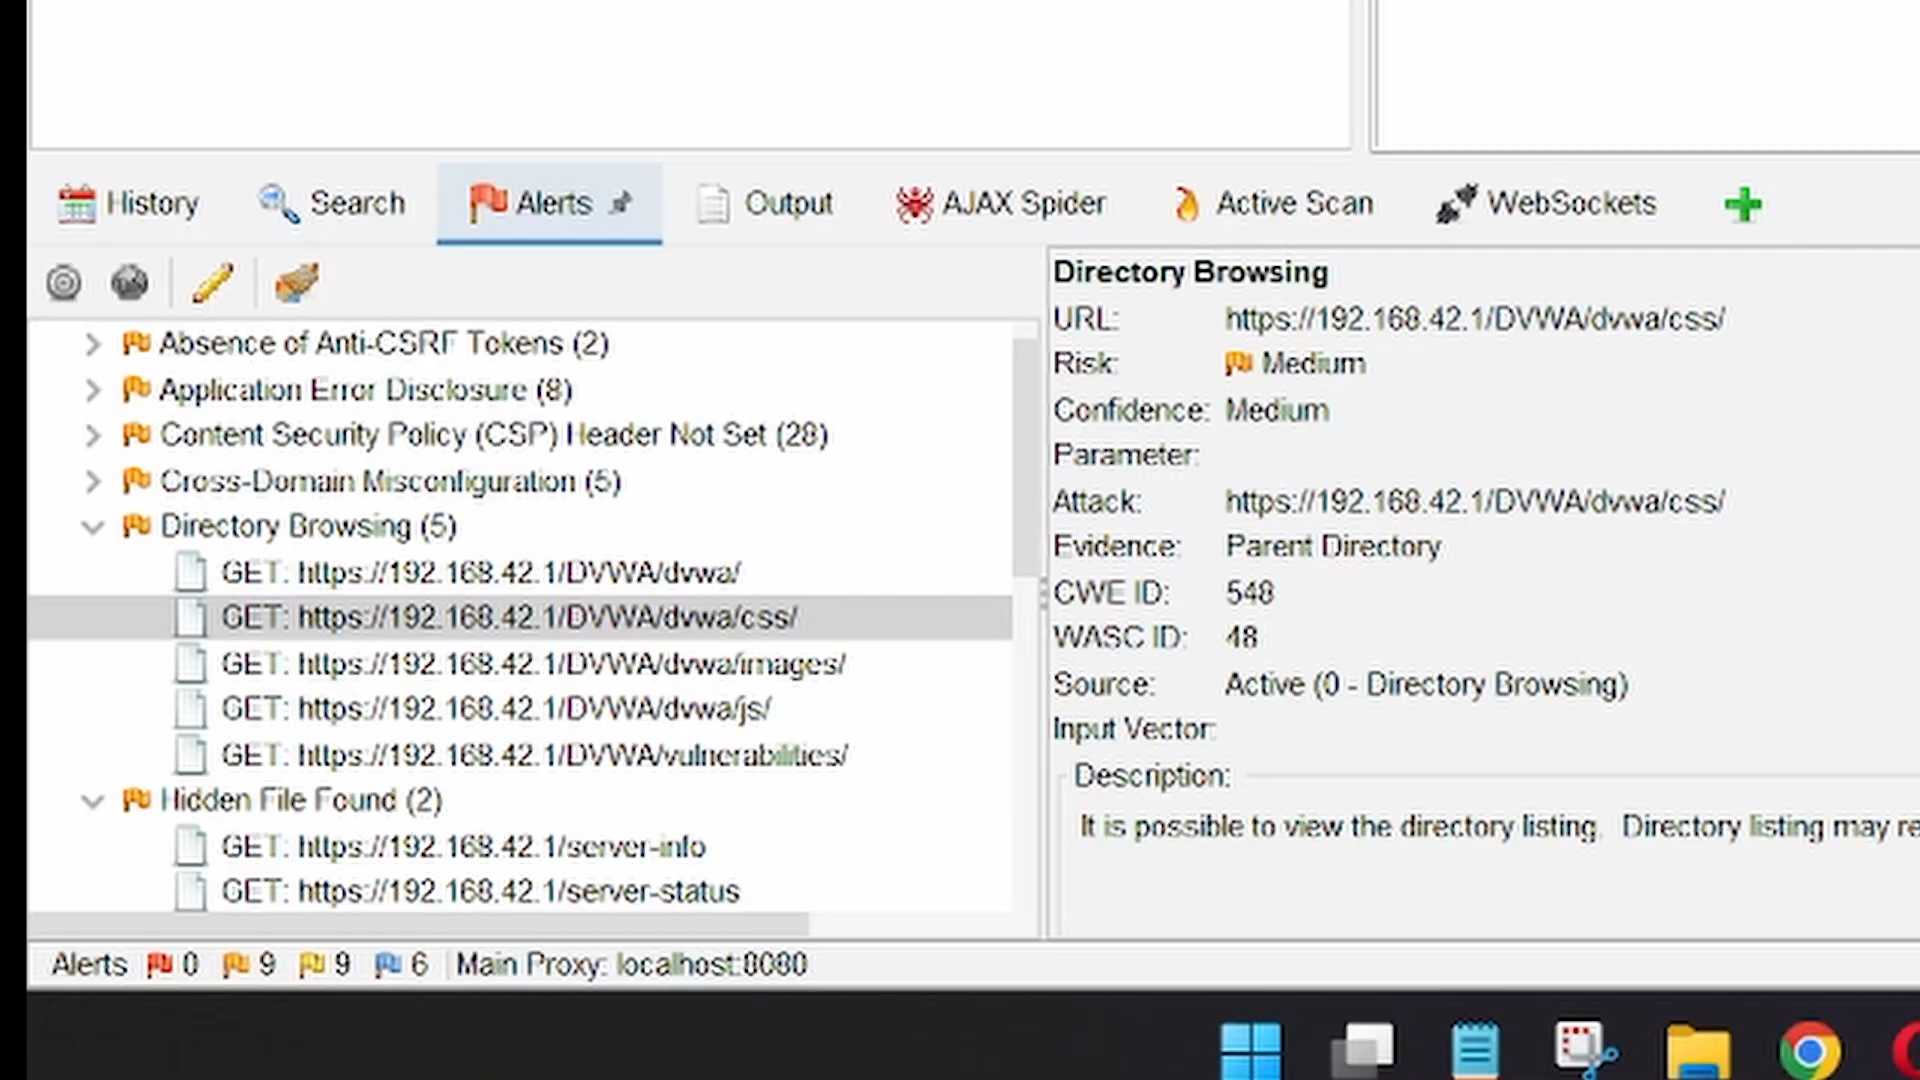 History
Search
Alerts
Output
AJAX Spider
Active Scan
WebSockets
Absence of Anti-CSRF Tokens (2)
Application Error Disclosure (8)
Content Security Policy (CSP) Header Not Set (28)
Cross-Domain Misconfiguration (5)
Directory Browsing (5)
GET: https://192.168.42.1/DVWA/dvwa/
GET: https://192.168.42.1/DVWA/dvwa/css/
GET: https://192.168.42.1/DVWA/dvwa/images/
GET: https://192.168.42.1/DVWA/dvwa/js/
GET: https://192.168.42.1/DVWA/vulnerabilities/
Hidden File Found (2)
GET: https://192.168.42.1/server-info
GET: https://192.168.42.1/server-status
Directory Browsing
URL: https://192.168.42.1/DVWA/dvwa/css/
Risk: Medium
Confidence: Medium
Parameter:
Attack: https://192.168.42.1/DVWA/dvwa/css/
Evidence: Parent Directory
CWE ID: 548
WASC ID: 48
Source: Active (0 - Directory Browsing)
Input Vector:
Description:
It is possible to view the directory listing. Directory listing may re
Alerts 0 9 9 6 Main Proxy: localhost:8080